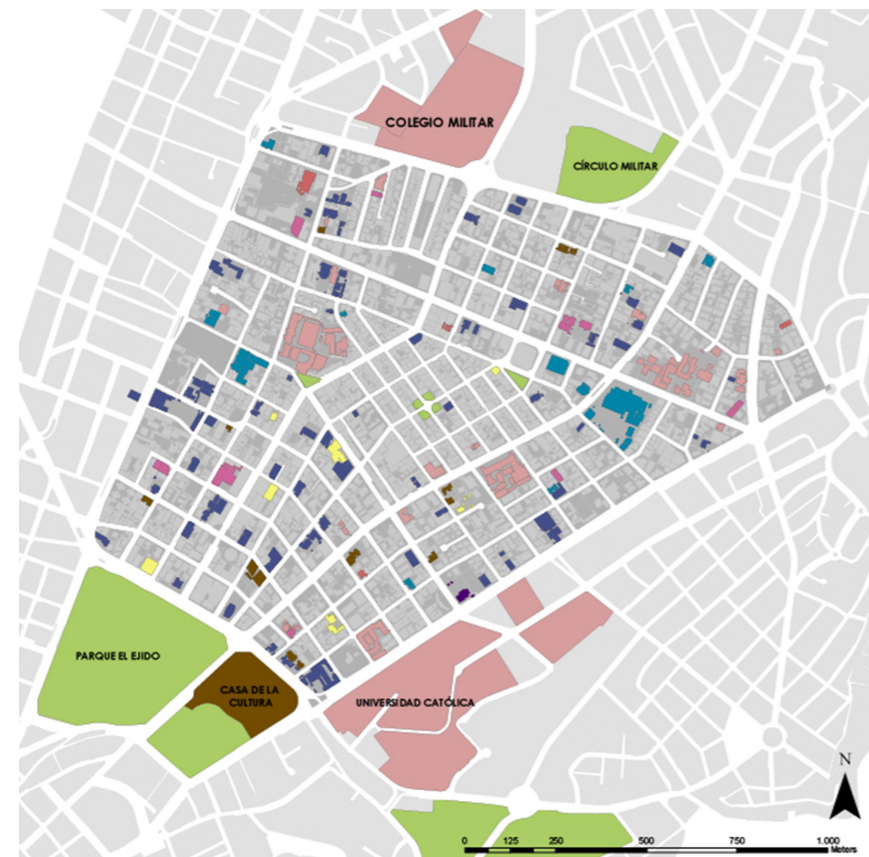 COLEGIO MILITAR
CÍRCULO MILITAR
PARQUE EL EJIDO
CASA DE LA
CULTURA
UNIVERSIDAD CATÓLICA
N
0 125 250 500 750 1.000
Meters